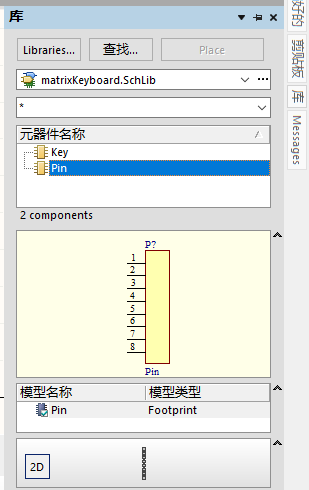 库
Libraries...
查找...
Place
matrixKeyboard.SchLib
...
*
元器件名称
Key
Pin
2 components
P?
1
2
3
4
5
6
7
8
Pin
模型名称
模型类型
Pin
Footprint
2D
好的
剪贴板
库
Messages